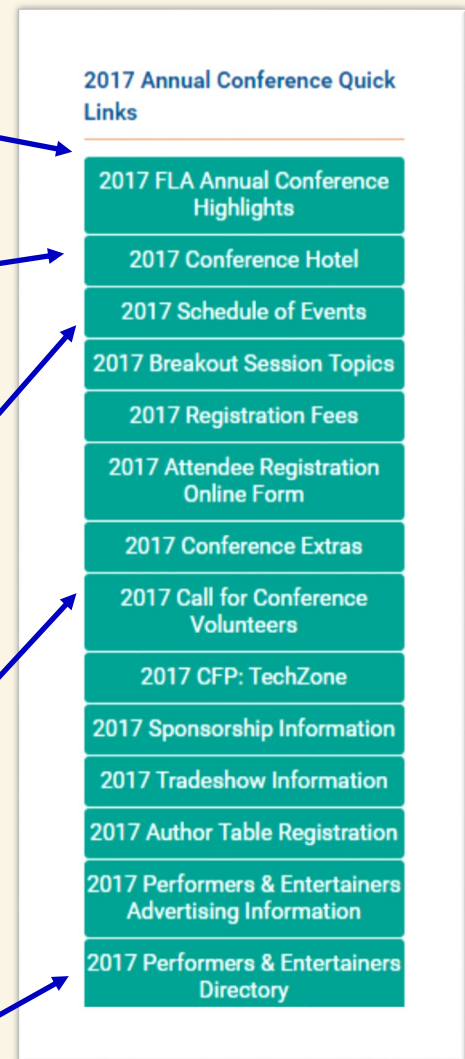 2017 Annual Conference Quick
Links
2017 FLA Annual Conference
Highlights
2017 Conference Hotel
2017 Schedule of Events
2017 Breakout Session Topics
2017 Registration Fees
2017 Attendee Registration
Online Form
2017 Conference Extras
2017 Call for Conference
Volunteers
2017 CFP: TechZone
2017 Sponsorship Information
2017 Tradeshow Information
2017 Author Table Registration
2017 Performers & Entertainers
Advertising Information
2017 Performers & Entertainers
Directory